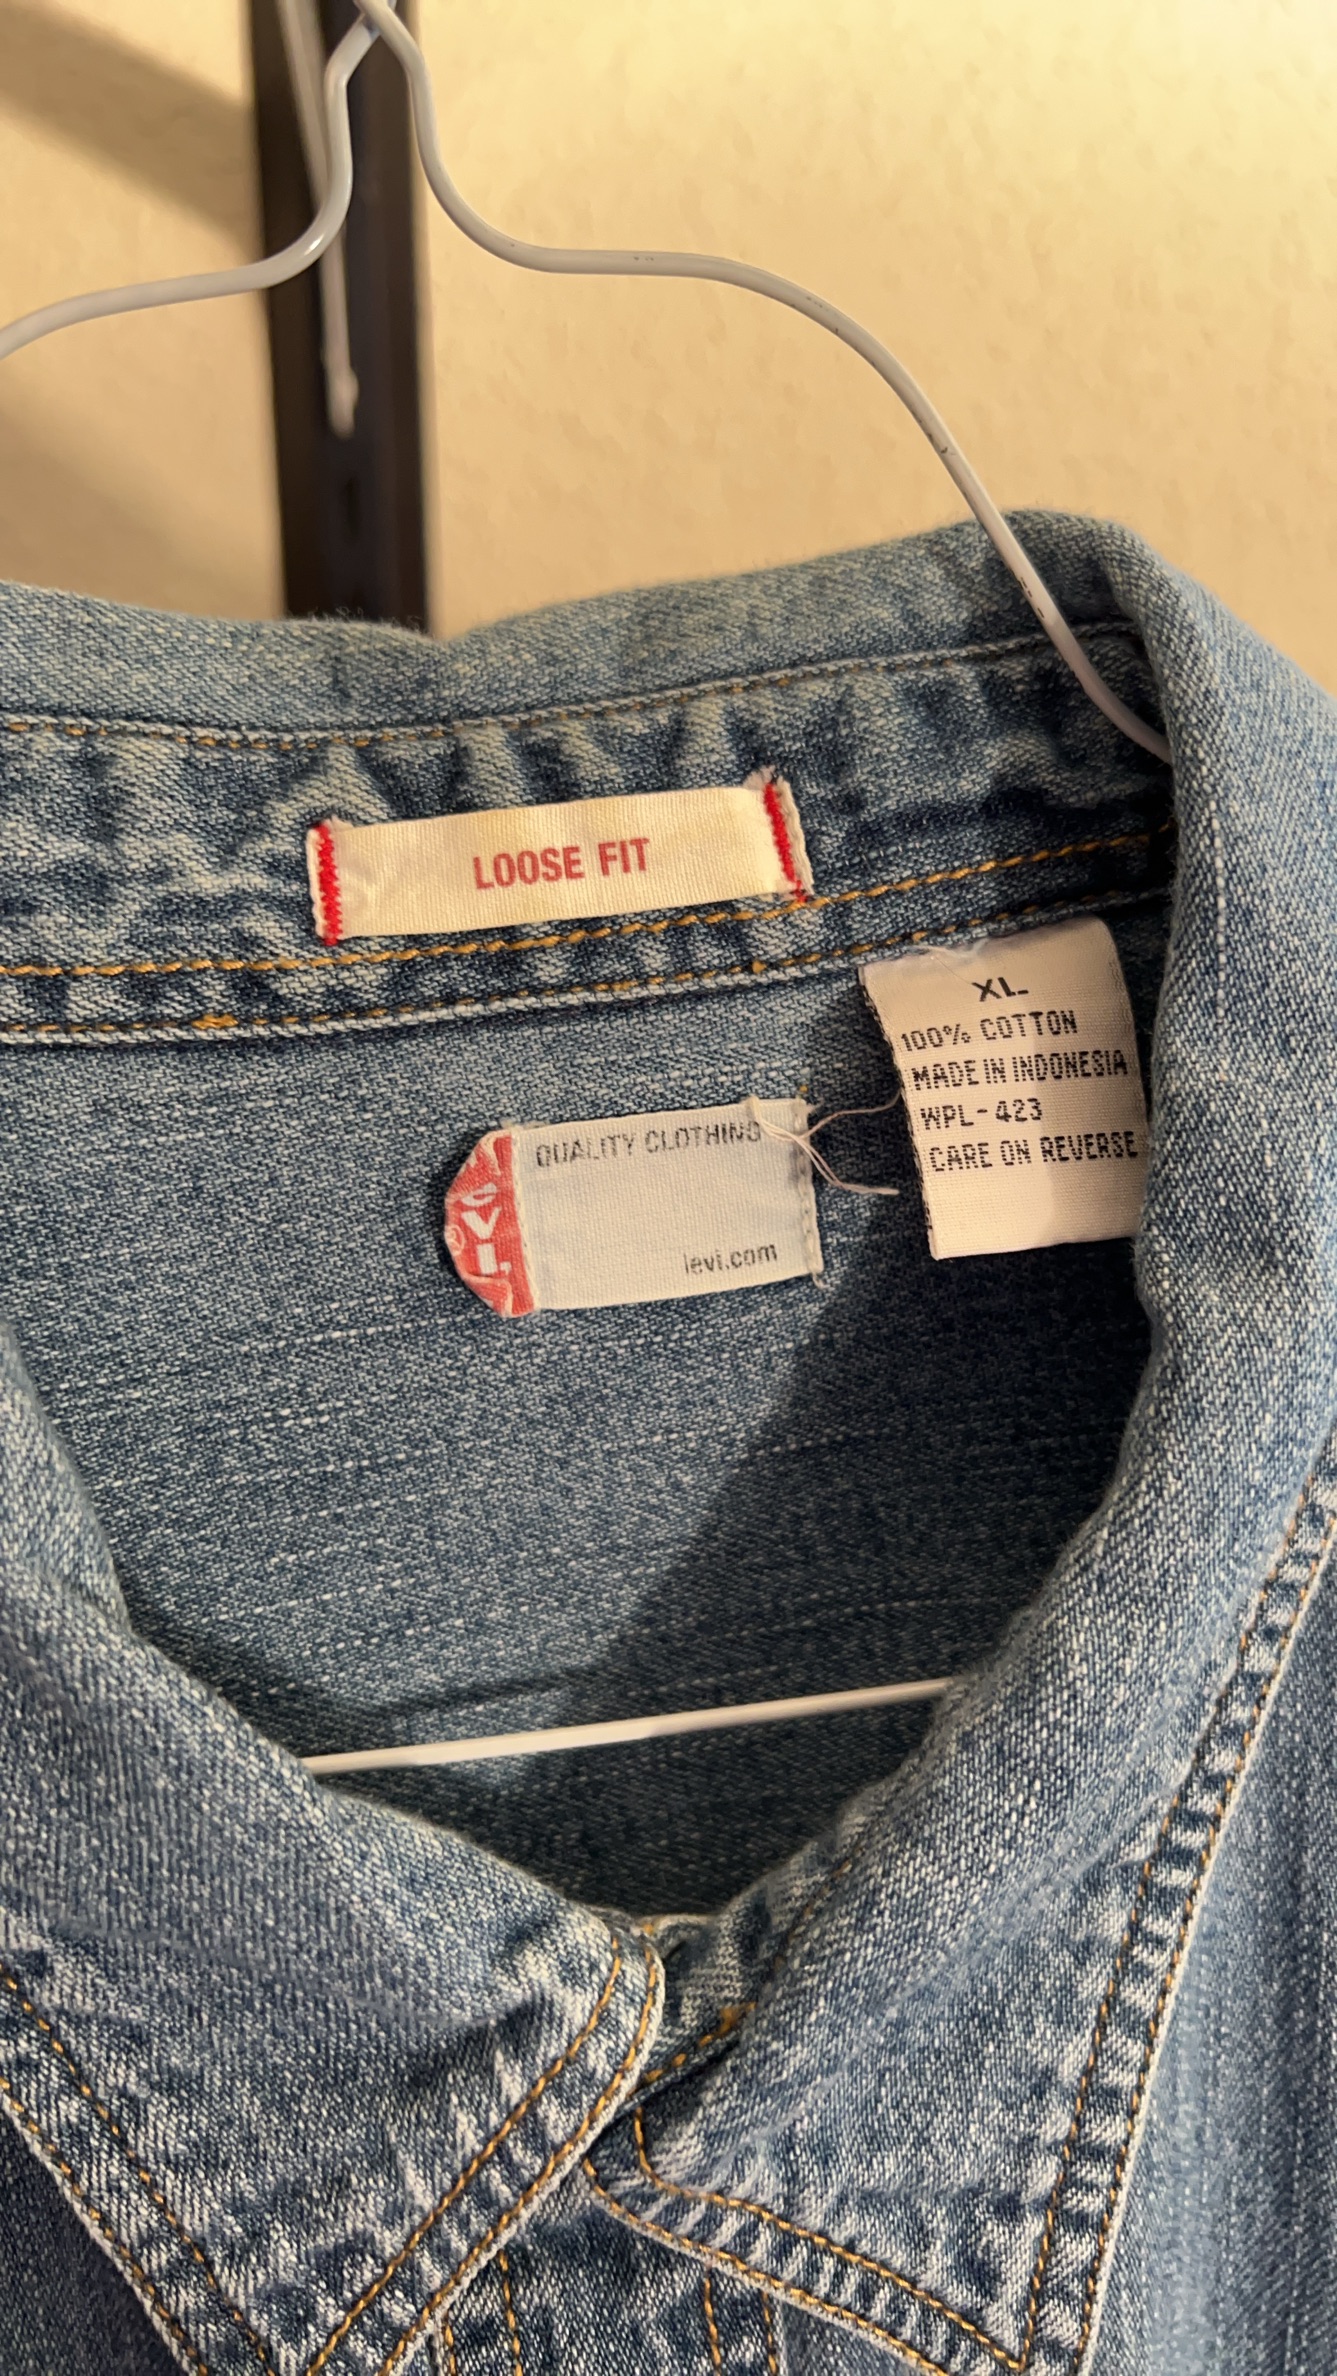 LOOSE FIT
XL
100% COTTON
MADE IN INDONESIA
WPL-423
CARE ON REVERSE
QUALITY CLOTHING
levi.com